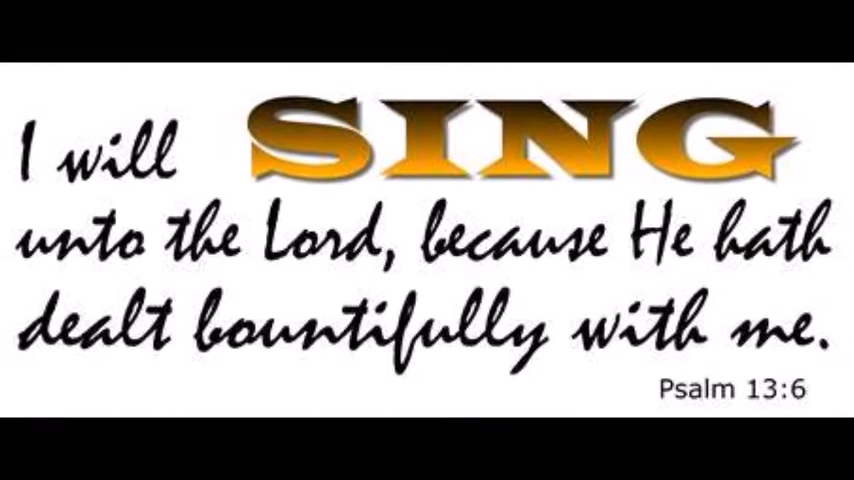 I will SING
unto the Lord, because He hath
dealt bountifully with me.
Psalm 13:6